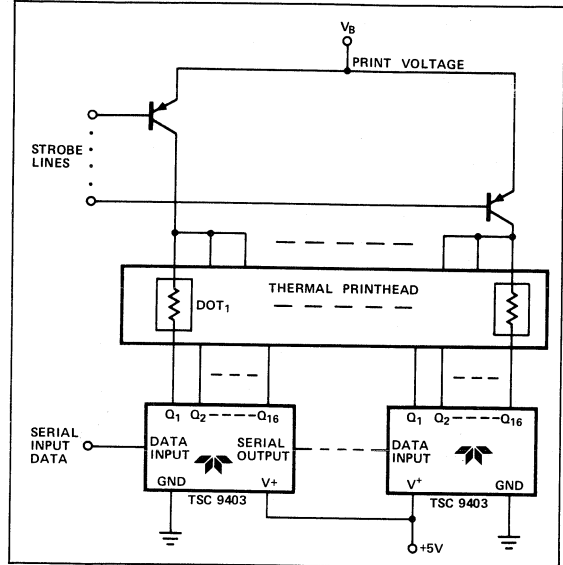 V_B
PRINT VOLTAGE
STROBE
LINES
THERMAL PRINTHEAD
DOT₁
Q₁ Q₂ Q₁₆
Q₁ Q₂ Q₁₆
SERIAL
INPUT
DATA
DATA
INPUT
SERIAL
OUTPUT
DATA
INPUT
GND
V+
V⁺
GND
TSC 9403
TSC 9403
+5V